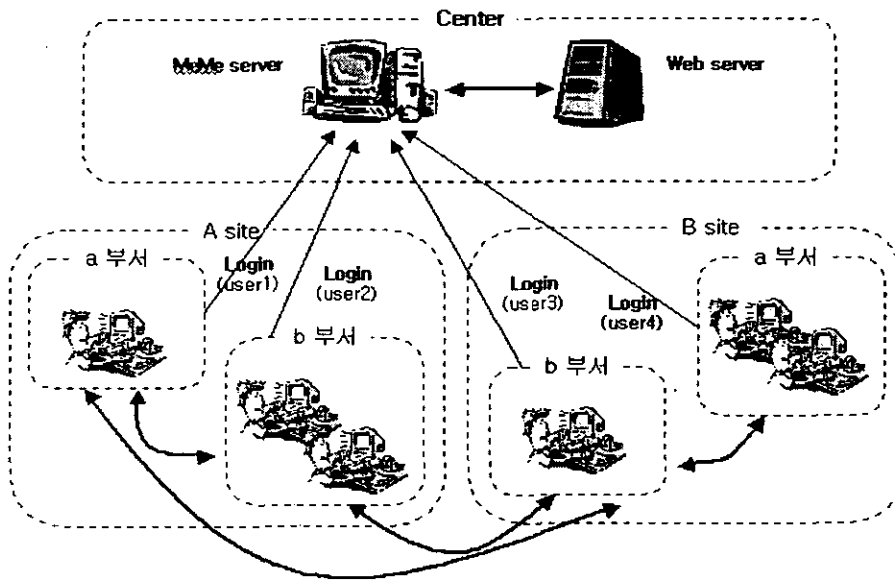 Center
MoMe server
Web server
A site
B site
a 부서
Login
(user1)
Login
(user2)
Login
(user3)
Login
(user4)
a 부서
b 부서
b 부서